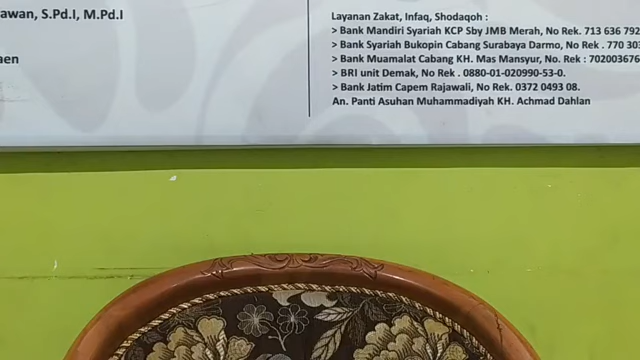 awan, S.Pd.I, M.Pd.I
aen
Layanan Zakat, Infaq, Shodaqoh :
> Bank Mandiri Syariah KCP Sby JMB Merah, No Rek. 713 636 792
> Bank Syariah Bukopin Cabang Surabaya Darmo, No Rek . 770 303
> Bank Muamalat Cabang KH. Mas Mansyur, No. Rek : 702003676
> BRI unit Demak, No Rek . 0880-01-020990-53-0.
> Bank Jatim Capem Rajawali, No Rek. 0372 0493 08.
An. Panti Asuhan Muhammadiyah KH. Achmad Dahlan